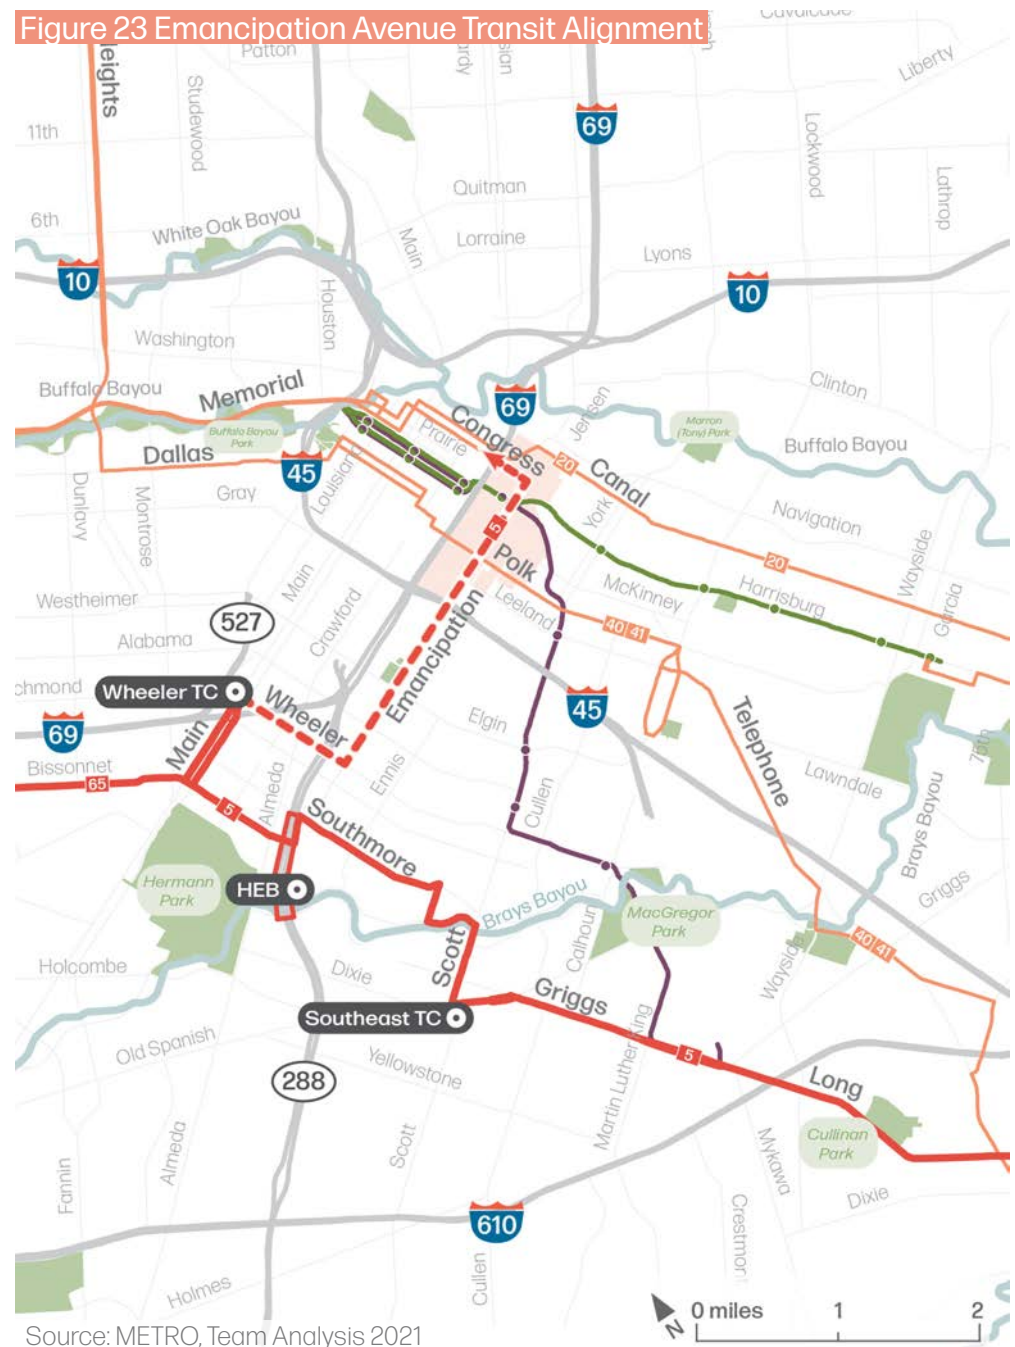 Figure 23 Emancipation Avenue Transit Alignment
Patton
Liberty
Studewood
69
11th
Lockwood
Quitman
Lathrop
6th
White Oak Bayou
Main
Lorraine
Lyons
10
10
Houston
Washington
Buffalo Bayou
Memorial
Clinton
69
Jensen
Congress
Prairie
Marron
(Tony) Park
Buffalo Bayou
Park
Buffalo Bayou
Dallas
45
20
Canal
Louisiana
Dunlavy
Montrose
Gray
York
Navigation
5
Polk
Wayside
20
McKinney
Harrisburg
Westheimer
Main
Crawford
Leeland
Garcia
527
40 41
Alabama
Emancipation
chmond
Wheeler TC
Wheeler
45
69
Elgin
Telephone
Main
75th
Bissonnet
65
Ennis
Lawndale
Almeda
Cullen
5
Southmore
Brays Bayou
Hermann
Park
HEB
Griggs
Brays Bayou
MacGregor
Park
Calhoun
40 41
Scott
Wayside
Holcombe
Dixie
Griggs
Southeast TC
Old Spanish
5
Yellowstone
Martin Luther King
288
Long
Cullinan
Park
Scott
Almeda
Mykawa
Fannin
Dixie
610
Crestmont
Cullen
Holmes
N
0 miles 1 2
Source: METRO, Team Analysis 2021